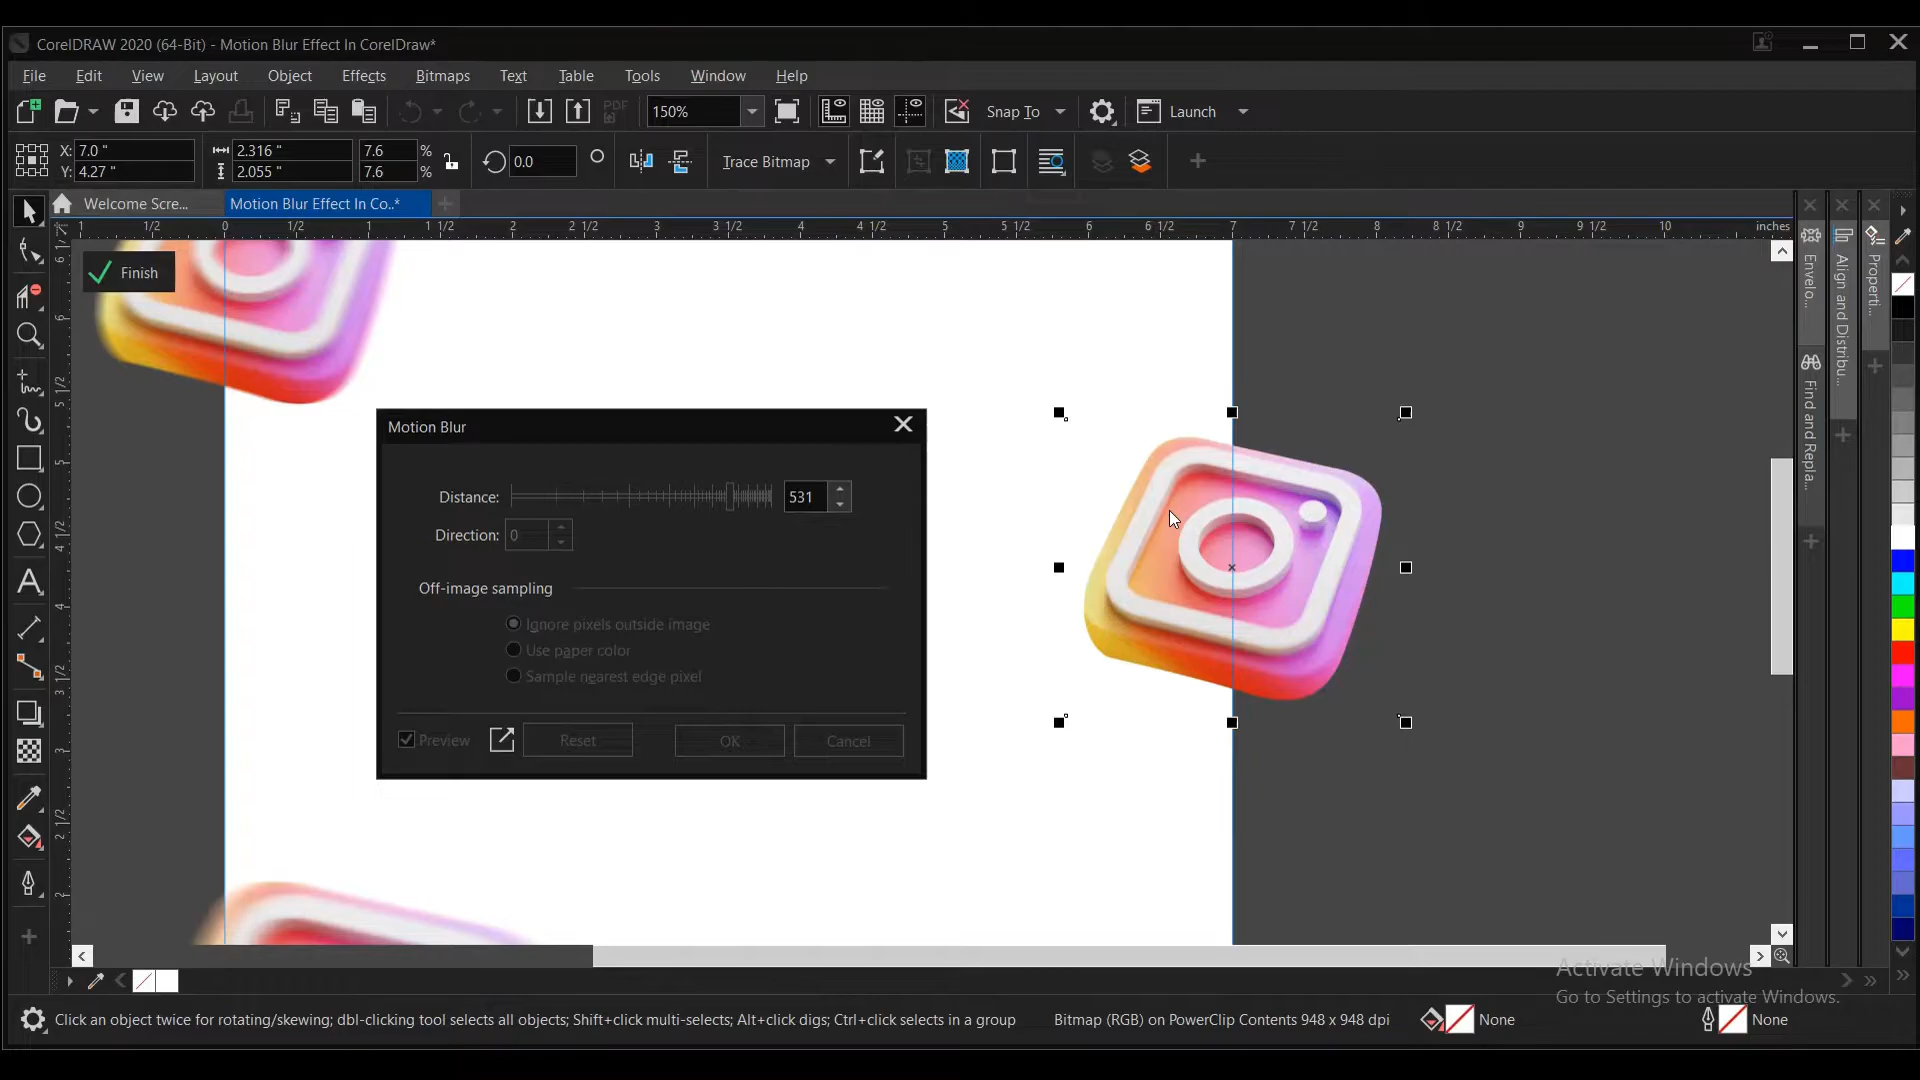 CorelDRAW 2020 (64-Bit) - Motion Blur Effect In CorelDraw*
File Edit View Layout Object Effects Bitmaps Text Table Tools Window Help
PDF 150% Snap To Launch
X: 7.0 " 2.316 " 7.6 %
Y: 4.27 " 2.055 " 7.6 %
0.0 Trace Bitmap
Welcome Scre... Motion Blur Effect In Co..*
1 1/2 0 1/2 1 1 1/2 2 2 1/2 3 3 1/2 4 4 1/2 5 5 1/2 6 6 1/2 7 7 1/2 8 8 1/2 9 9 1/2 10 inches
Finish
Motion Blur
Distance: 531
Direction: 0
Off-image sampling
Ignore pixels outside image
Use paper color
Sample nearest edge pixel
Preview Reset OK Cancel
Envelo...
Find and Repla...
Align and Distribu...
Properti...
Activate Windows
Go to Settings to activate Windows.
Click an object twice for rotating/skewing; dbl-clicking tool selects all objects; Shift+click multi-selects; Alt+click digs; Ctrl+click selects in a group
Bitmap (RGB) on PowerClip Contents 948 x 948 dpi
None
None